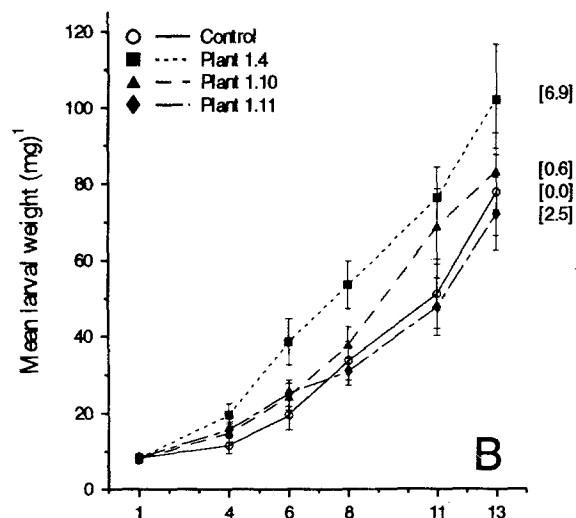 Mean larval weight (mg)1
120
100
80
60
40
20
0
Control
Plant 1.4
Plant 1.10
Plant 1.11
[6.9]
[0.6]
[0.0]
[2.5]
B
1 4 6 8 11 13